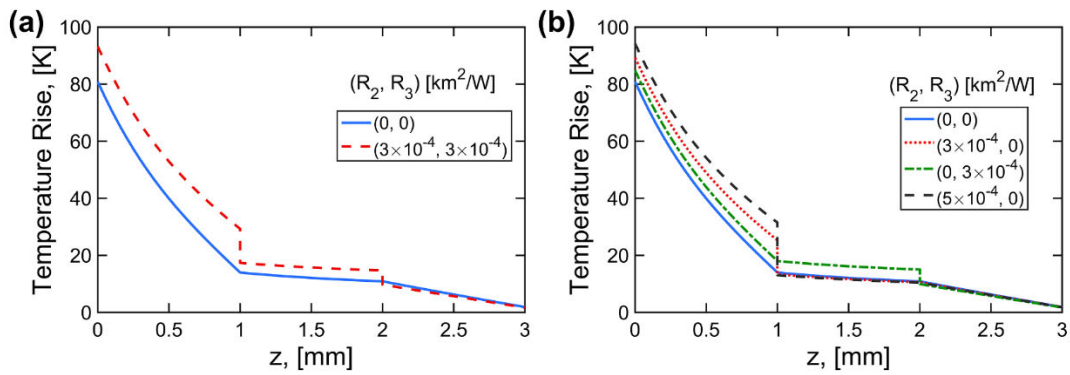 (a)
100
80
60
40
20
0
Temperature Rise, [K]
(R₂, R₃) [km²/W]
(0, 0)
(3×10⁻⁴, 3×10⁻⁴)
0 0.5 1 1.5 2 2.5 3
z, [mm]
(b)
100
80
60
40
20
0
Temperature Rise, [K]
(R₂, R₃) [km²/W]
(0, 0)
(3×10⁻⁴, 0)
(0, 3×10⁻⁴)
(5×10⁻⁴, 0)
0 0.5 1 1.5 2 2.5 3
z, [mm]